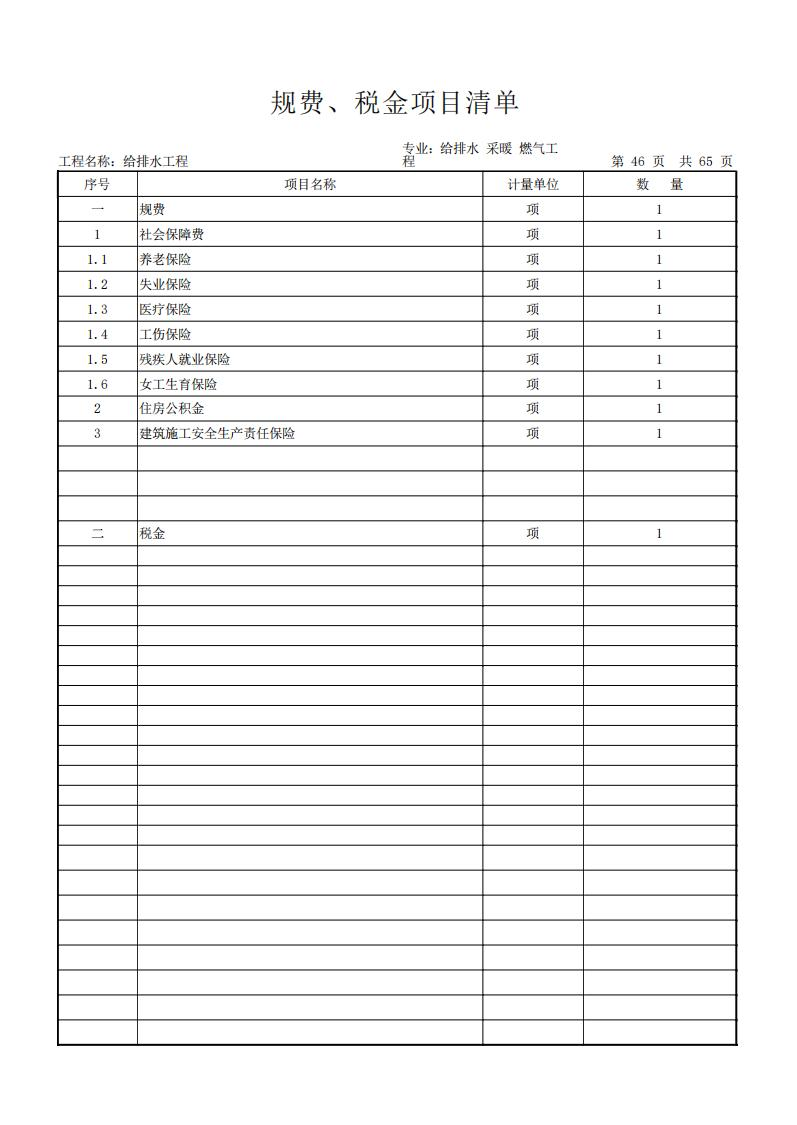 规费、税金项目清单
专业：给排水 采暖 燃气工
工程名称：给排水工程 程 第 46 页 共 65 页
序号 项目名称 计量单位 数 量
一 规费 项 1
1 社会保障费 项 1
1.1 养老保险 项 1
1.2 失业保险 项 1
1.3 医疗保险 项 1
1.4 工伤保险 项 1
1.5 残疾人就业保险 项 1
1.6 女工生育保险 项 1
2 住房公积金 项 1
3 建筑施工安全生产责任保险 项 1
二 税金 项 1